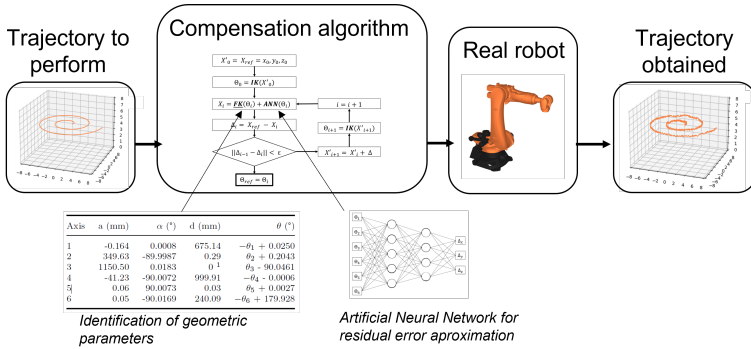 Trajectory to
perform
Compensation algorithm
Real robot
Trajectory
obtained
X'₀ = X_ref = x₀, y₀, z₀
Θ₀ = IK(X'₀)
X_i = FK(Θ_i) + ANN(Θ_i)
Δ_i = X_ref − X_i
||Δ_{i−1} − Δ_i|| < ε
Θ_ref = Θ_i
i = i + 1
Θ_{i+1} = IK(X'_{i+1})
X'_{i+1} = X'_i + Δ
Axis a (mm) α (°) d (mm) θ (°)
1 -0.164 0.0008 675.14 −θ₁ + 0.0250
2 349.63 -89.9987 0.29 θ₂ + 0.2043
3 1150.50 0.0183 0 ¹ θ₃ - 90.0461
4 -41.23 -90.0072 999.91 −θ₄ - 0.0006
5 0.06 90.0073 0.03 θ₅ + 0.0027
6 0.05 -90.0169 240.09 −θ₆ + 179.928
Identification of geometric
parameters
Artificial Neural Network for
residual error aproximation